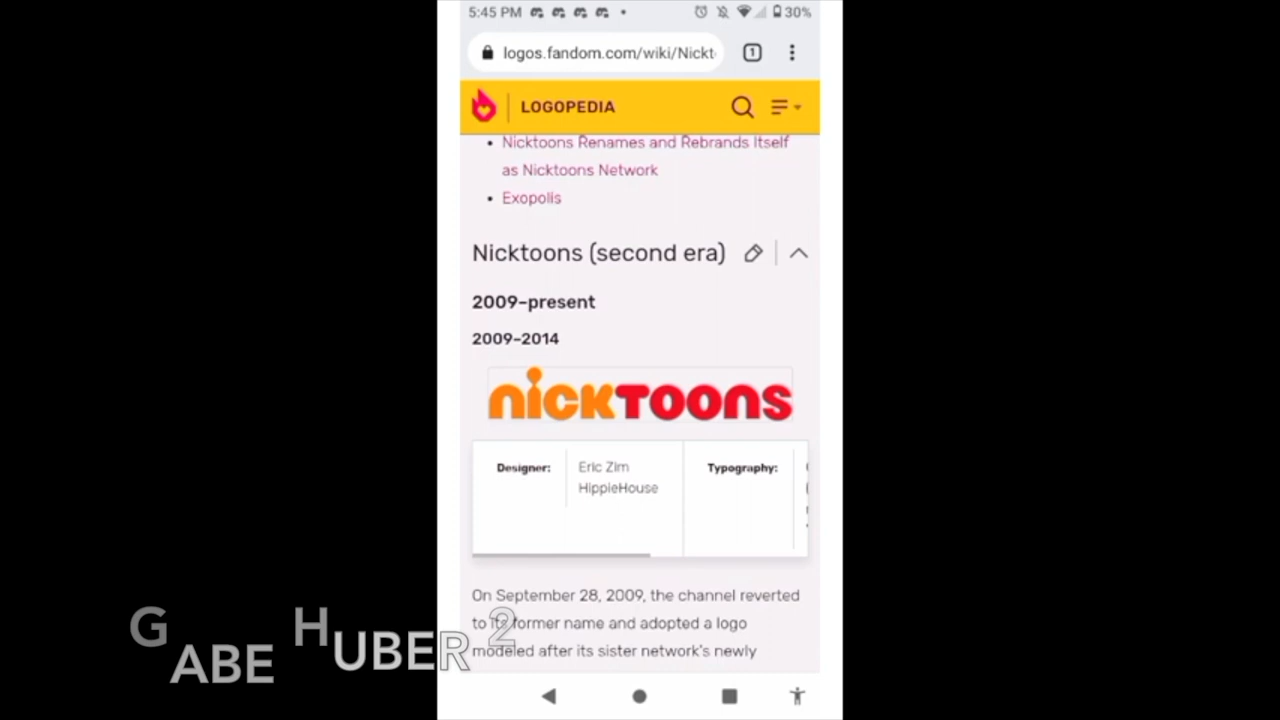 5:45 PM
30%
logos.fandom.com/wiki/Nickt
1
LOGOPEDIA
• Nicktoons Renames and Rebrands Itself
as Nicktoons Network
• Exopolis
Nicktoons (second era)
2009–present
2009–2014
nickTOONS
Designer:
Eric Zim
HippieHouse
Typography:
On September 28, 2009, the channel reverted
to its former name and adopted a logo
modeled after its sister network's newly
GABE HUBER 2